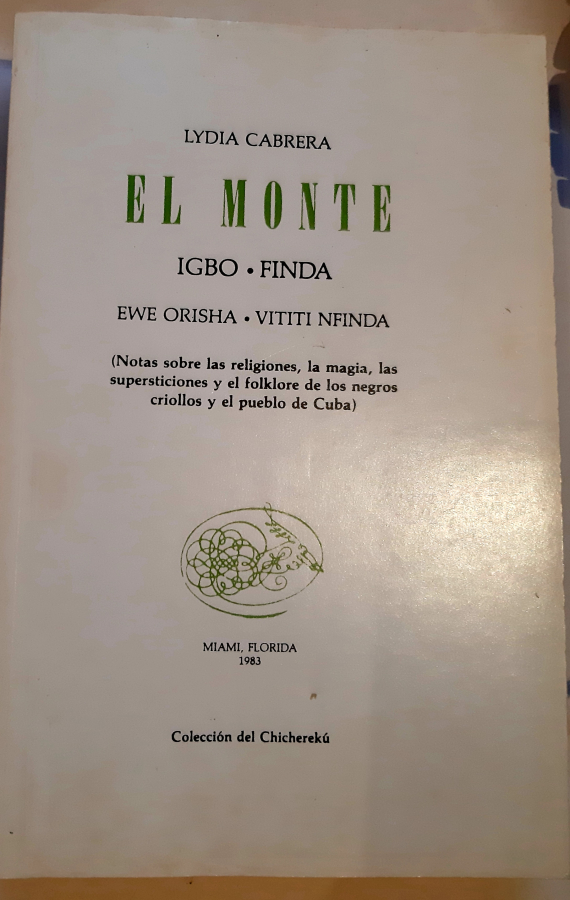 LYDIA CABRERA
EL MONTE
IGBO • FINDA
EWE ORISHA • VITITI NFINDA
(Notas sobre las religiones, la magia, las
supersticiones y el folklore de los negros
criollos y el pueblo de Cuba)
MIAMI, FLORIDA
1983
Colección del Chicherekú